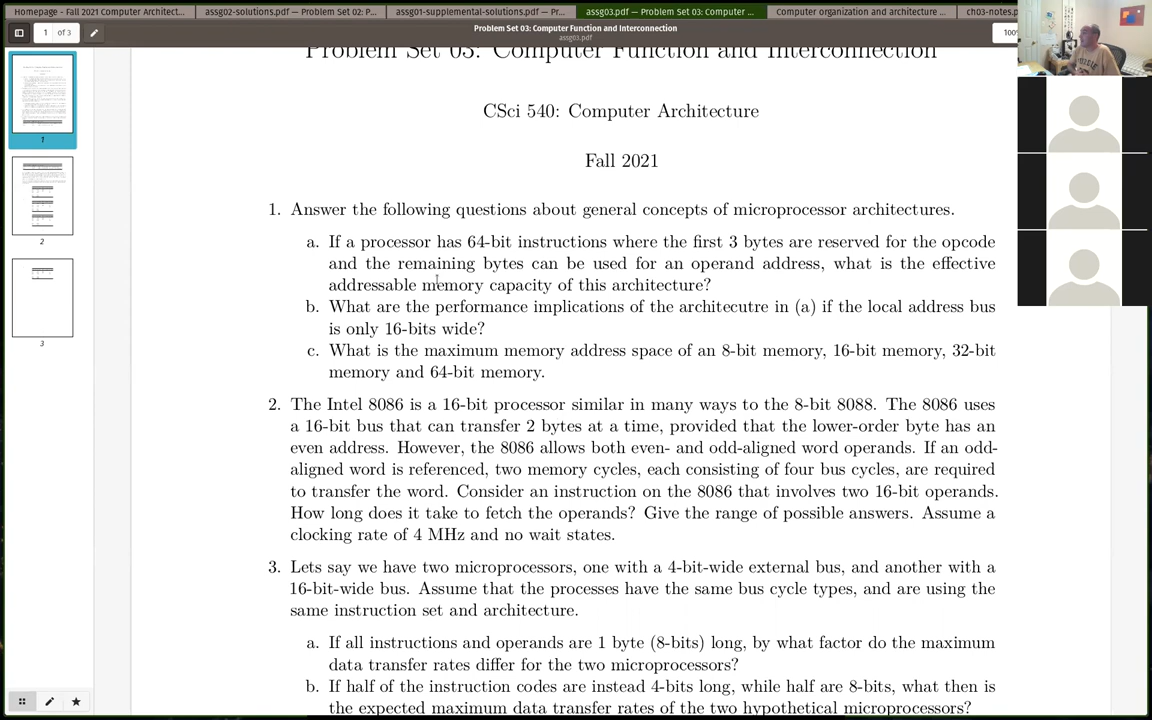 Homepage - Fall 2021 Computer Architect...
assg02-solutions.pdf — Problem Set 02: P...
assg01-supplemental-solutions.pdf — Pr...
assg03.pdf — Problem Set 03: Computer ...
Computer organization and architecture ...
ch03-notes.p
1 of 3
Problem Set 03: Computer Function and Interconnection
assg03.pdf
100
Problem Set 03: Computer Function and Interconnection
CSci 540: Computer Architecture
Fall 2021
1. Answer the following questions about general concepts of microprocessor architectures.
a. If a processor has 64-bit instructions where the first 3 bytes are reserved for the opcode
and the remaining bytes can be used for an operand address, what is the effective
addressable memory capacity of this architecture?
b. What are the performance implications of the architecutre in (a) if the local address bus
is only 16-bits wide?
c. What is the maximum memory address space of an 8-bit memory, 16-bit memory, 32-bit
memory and 64-bit memory.
2. The Intel 8086 is a 16-bit processor similar in many ways to the 8-bit 8088. The 8086 uses
a 16-bit bus that can transfer 2 bytes at a time, provided that the lower-order byte has an
even address. However, the 8086 allows both even- and odd-aligned word operands. If an odd-
aligned word is referenced, two memory cycles, each consisting of four bus cycles, are required
to transfer the word. Consider an instruction on the 8086 that involves two 16-bit operands.
How long does it take to fetch the operands? Give the range of possible answers. Assume a
clocking rate of 4 MHz and no wait states.
3. Lets say we have two microprocessors, one with a 4-bit-wide external bus, and another with a
16-bit-wide bus. Assume that the processes have the same bus cycle types, and are using the
same instruction set and architecture.
a. If all instructions and operands are 1 byte (8-bits) long, by what factor do the maximum
data transfer rates differ for the two microprocessors?
b. If half of the instruction codes are instead 4-bits long, while half are 8-bits, what then is
the expected maximum data transfer rates of the two hypothetical microprocessors?
1
2
3